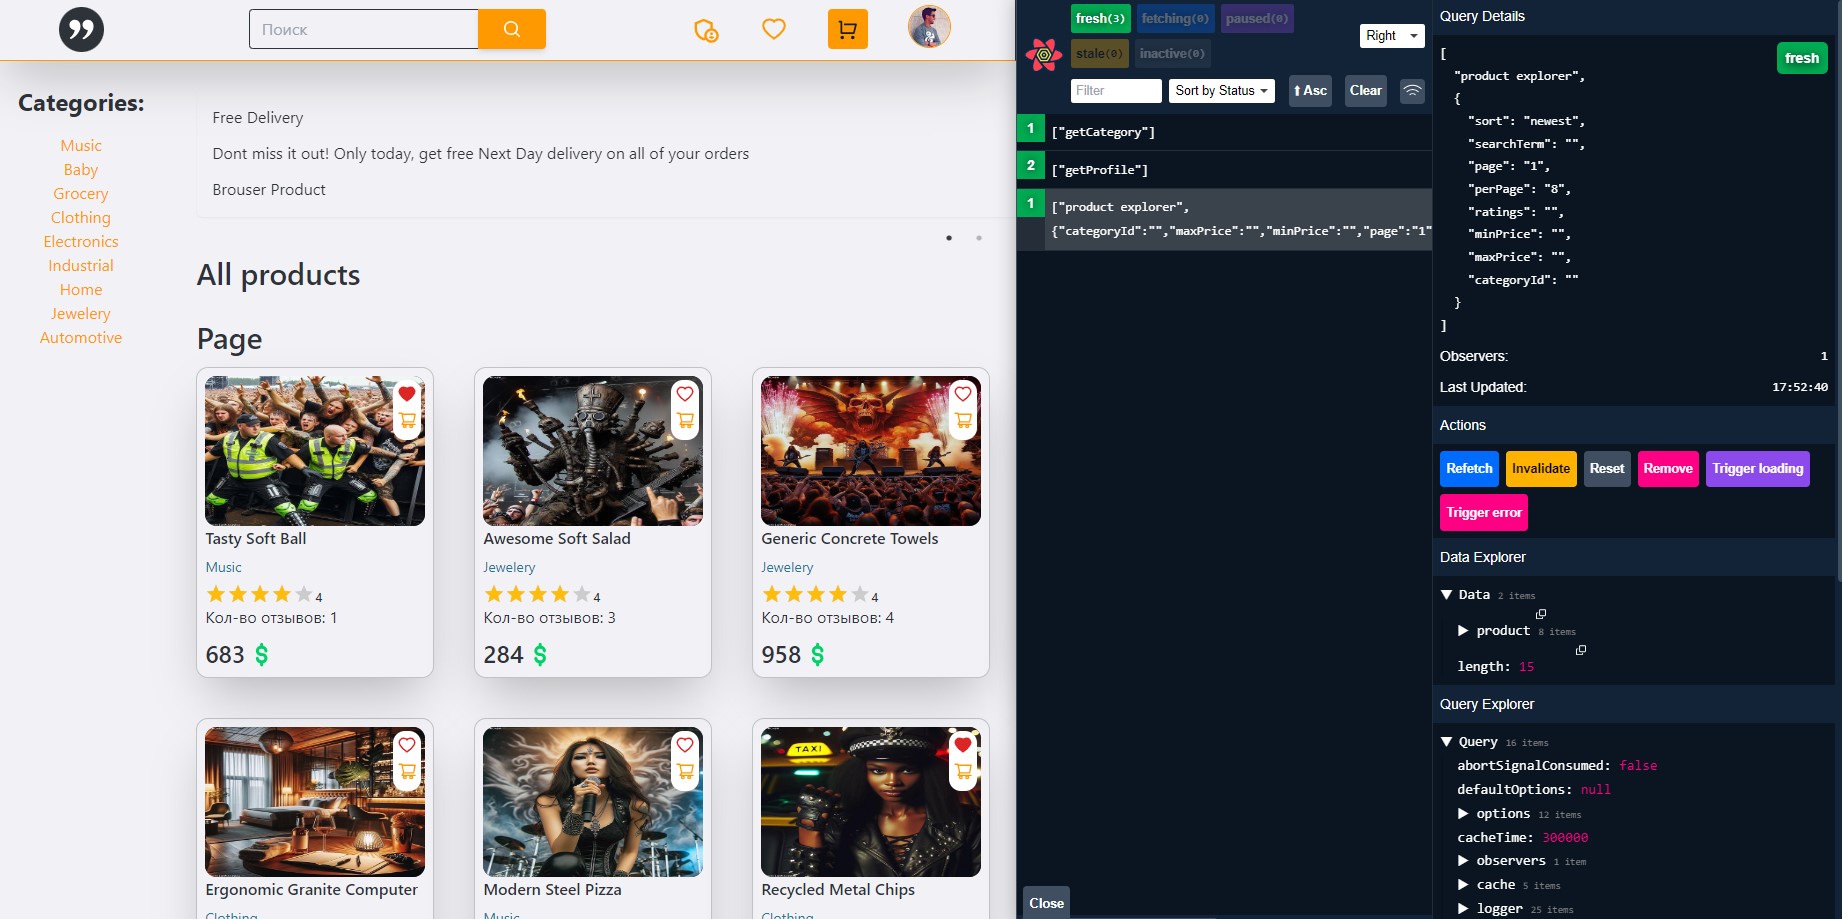 Поиск
Categories:
Music
Baby
Grocery
Clothing
Electronics
Industrial
Home
Jewelery
Automotive
Free Delivery
Dont miss it out! Only today, get free Next Day delivery on all of your orders
Brouser Product
All products
Page
Tasty Soft Ball
Music
4
Кол-во отзывов: 1
683 $
Awesome Soft Salad
Jewelery
4
Кол-во отзывов: 3
284 $
Generic Concrete Towels
Jewelery
4
Кол-во отзывов: 4
958 $
TAXI
Ergonomic Granite Computer
Clothing
Modern Steel Pizza
Music
Recycled Metal Chips
Clothing
fresh(3) fetching(0) paused(0)
stale(0) inactive(0)
Right
Filter
Sort by Status
⬆ Asc
Clear
1 ["getCategory"]
2 ["getProfile"]
1 ["product explorer",
{"categoryId":"","maxPrice":"","minPrice":"","page":"1"
Close
Query Details
fresh
[
"product explorer",
{
"sort": "newest",
"searchTerm": "",
"page": "1",
"perPage": "8",
"ratings": "",
"minPrice": "",
"maxPrice": "",
"categoryId": ""
}
]
Observers: 1
Last Updated: 17:52:40
Actions
Refetch Invalidate Reset Remove Trigger loading
Trigger error
Data Explorer
▼ Data 2 items
▶ product 8 items
length: 15
Query Explorer
▼ Query 16 items
abortSignalConsumed: false
defaultOptions: null
▶ options 12 items
cacheTime: 300000
▶ observers 1 item
▶ cache 5 items
▶ logger 25 items